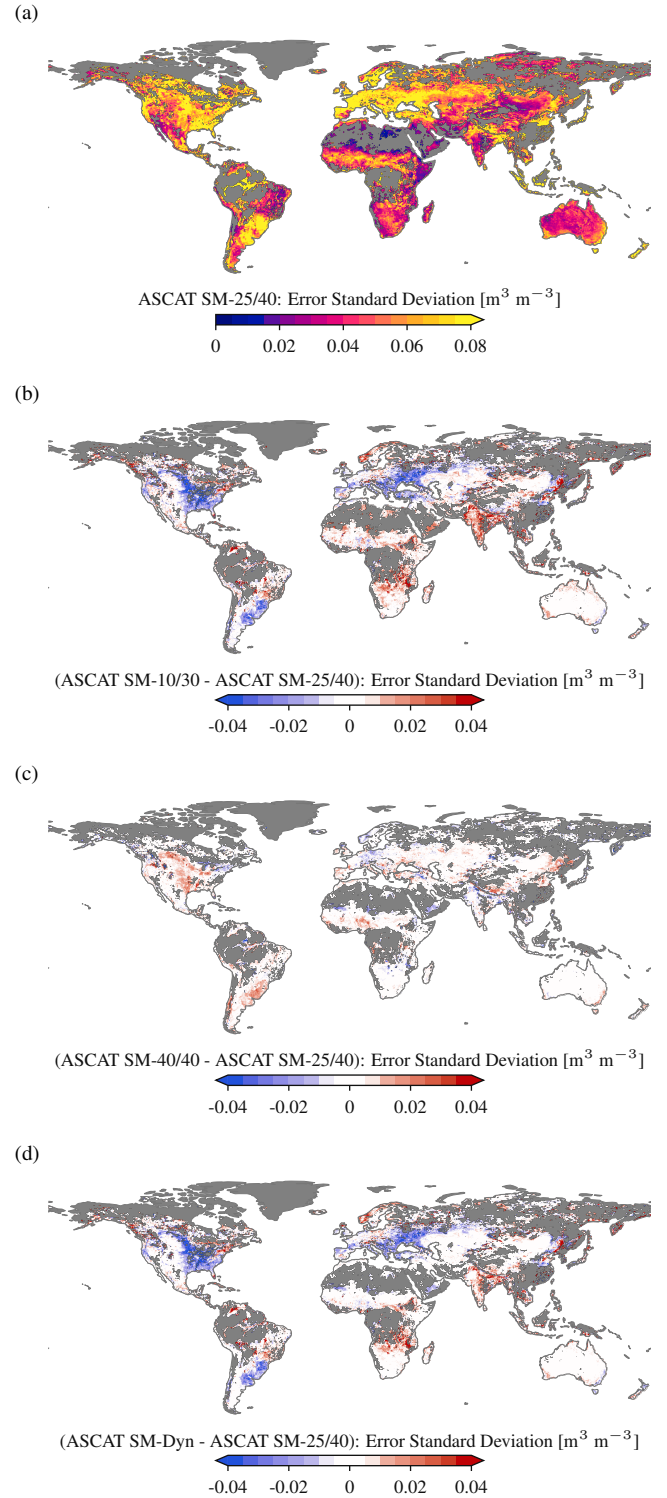 (a)
ASCAT SM-25/40: Error Standard Deviation [m³ m⁻³]
0 0.02 0.04 0.06 0.08
(b)
(ASCAT SM-10/30 - ASCAT SM-25/40): Error Standard Deviation [m³ m⁻³]
-0.04 -0.02 0 0.02 0.04
(c)
(ASCAT SM-40/40 - ASCAT SM-25/40): Error Standard Deviation [m³ m⁻³]
-0.04 -0.02 0 0.02 0.04
(d)
(ASCAT SM-Dyn - ASCAT SM-25/40): Error Standard Deviation [m³ m⁻³]
-0.04 -0.02 0 0.02 0.04